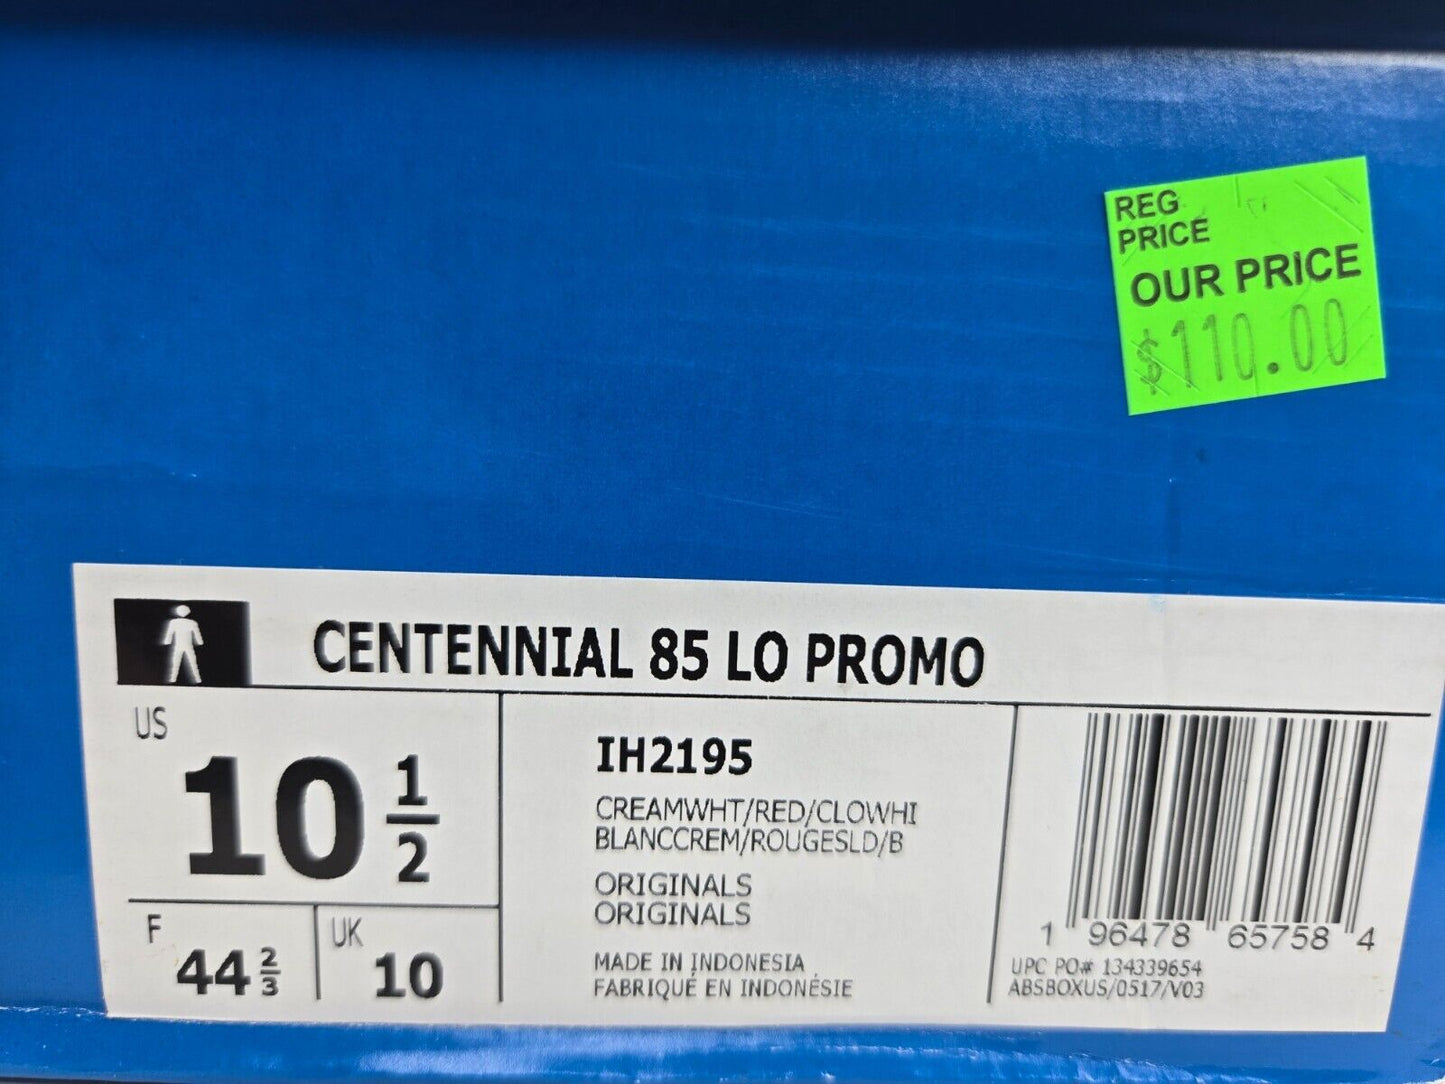 REG
PRICE
OUR PRICE
$110.00
CENTENNIAL 85 LO PROMO
US
10 1/2
F
44 2/3
UK
10
IH2195
CREAMWHT/RED/CLOWHI
BLANCCREM/ROUGESLD/B
ORIGINALS
ORIGINALS
MADE IN INDONESIA
FABRIQUÉ EN INDONÉSIE
1 96478 65758 4
UPC PO# 134339654
ABSBOXUS/0517/V03